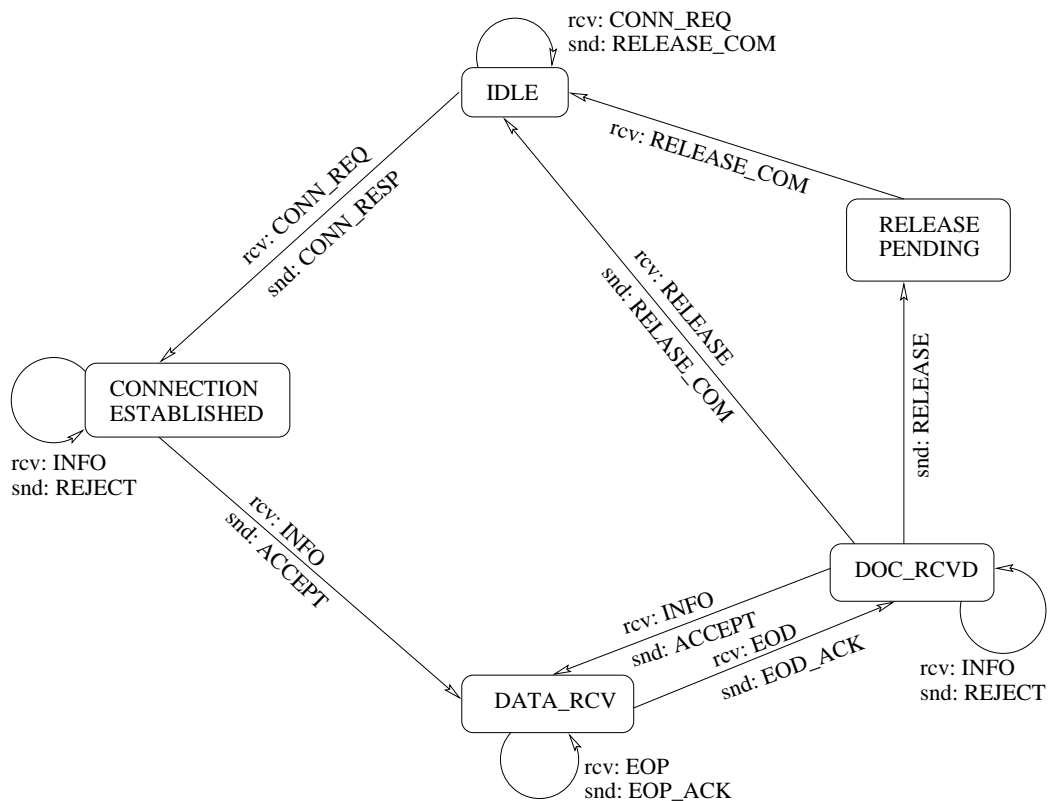 rcv: CONN_REQ
snd: RELEASE_COM
IDLE
rcv: RELEASE_COM
rcv: CONN_REQ
snd: CONN_RESP
RELEASE
PENDING
rcv: RELEASE
snd: RELASE_COM
snd: RELEASE
CONNECTION
ESTABLISHED
rcv: INFO
snd: REJECT
rcv: INFO
snd: ACCEPT
DOC_RCVD
rcv: INFO
snd: ACCEPT
rcv: EOD
snd: EOD_ACK
rcv: INFO
snd: REJECT
DATA_RCV
rcv: EOP
snd: EOP_ACK